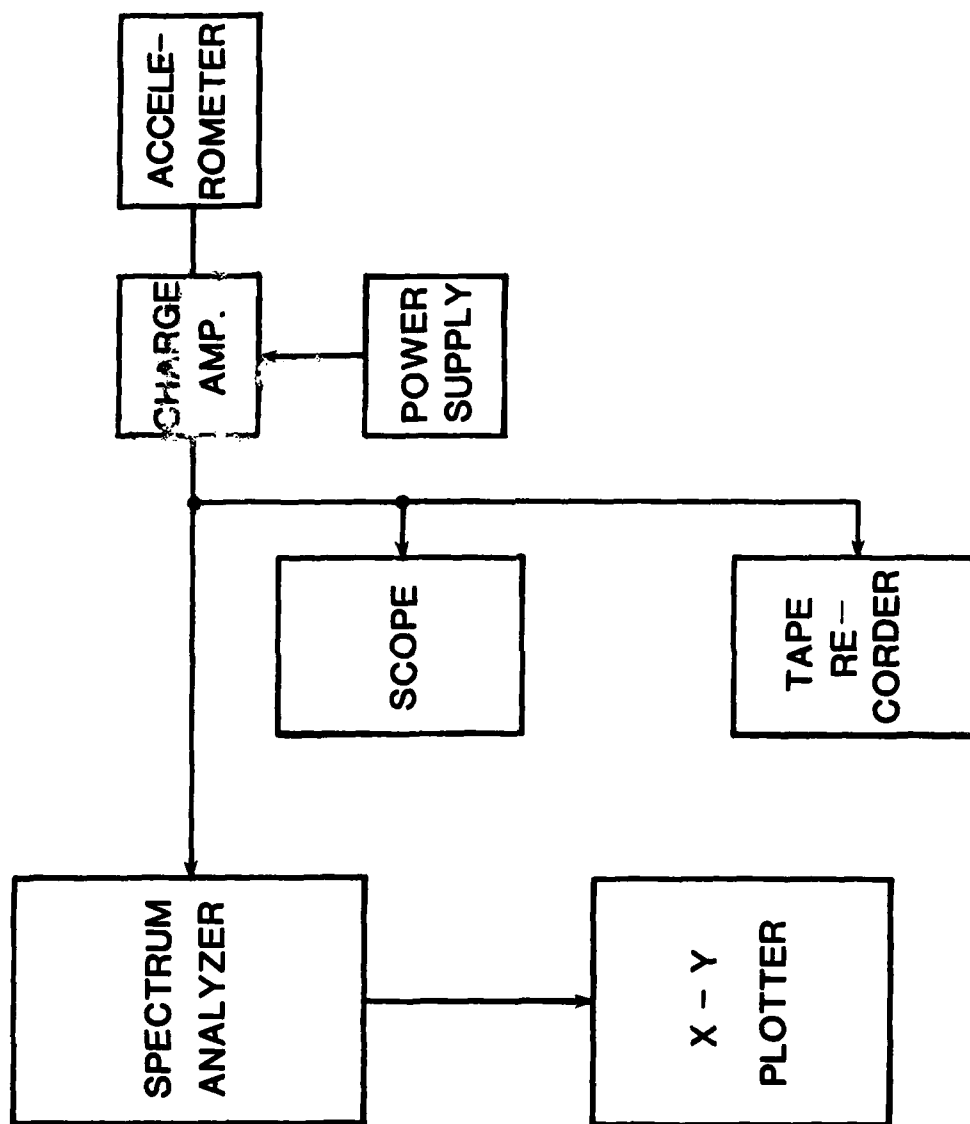 ACCELE-
ROMETER
CHARGE
AMP.
POWER
SUPPLY
SCOPE
TAPE
RE-
CORDER
SPECTRUM
ANALYZER
X - Y
PLOTTER